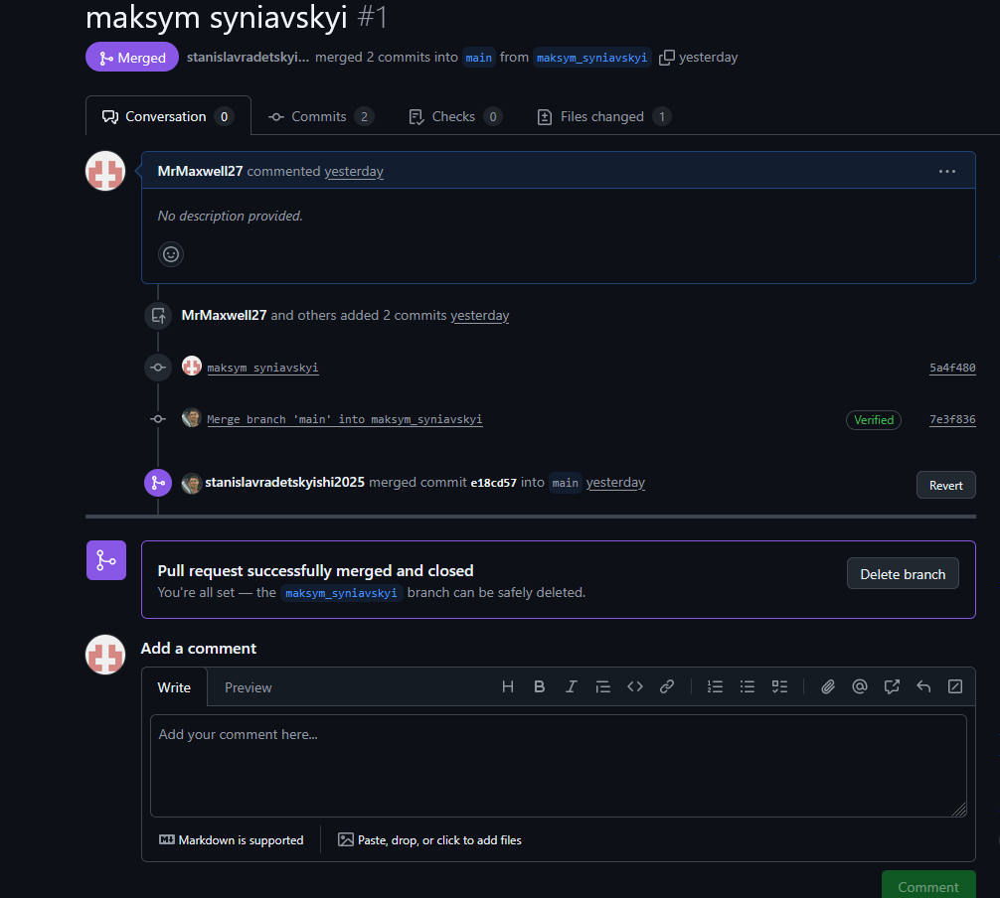 maksym syniavskyi #1
Merged stanislavradetskyi... merged 2 commits into main from maksym_syniavskyi yesterday
Conversation 0 Commits 2 Checks 0 Files changed 1
MrMaxwell27 commented yesterday
No description provided.
MrMaxwell27 and others added 2 commits yesterday
maksym syniavskyi 5a4f480
Merge branch 'main' into maksym_syniavskyi Verified 7e3f836
stanislavradetskyishi2025 merged commit e18cd57 into main yesterday Revert
Pull request successfully merged and closed
You're all set — the maksym_syniavskyi branch can be safely deleted.
Delete branch
Add a comment
Write Preview
Add your comment here...
Markdown is supported Paste, drop, or click to add files
Comment